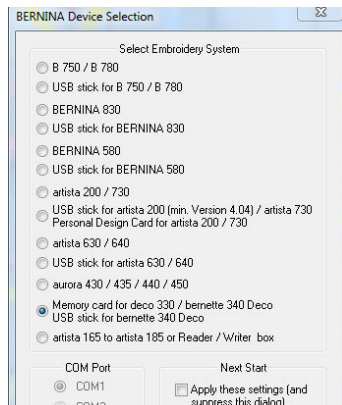 BERNINA Device Selection
Select Embroidery System
B 750 / B 780
USB stick for B 750 / B 780
BERNINA 830
USB stick for BERNINA 830
BERNINA 580
USB stick for BERNINA 580
artista 200 / 730
USB stick for artista 200 (min. Version 4.04) / artista 730
Personal Design Card for artista 200 / 730
artista 630 / 640
USB stick for artista 630 / 640
aurora 430 / 435 / 440 / 450
Memory card for deco 330 / bernette 340 Deco
USB stick for bernette 340 Deco
artista 165 to artista 185 or Reader / Writer box
COM Port
Next Start
COM1
Apply these settings (and
COM2
suppress this dialog)